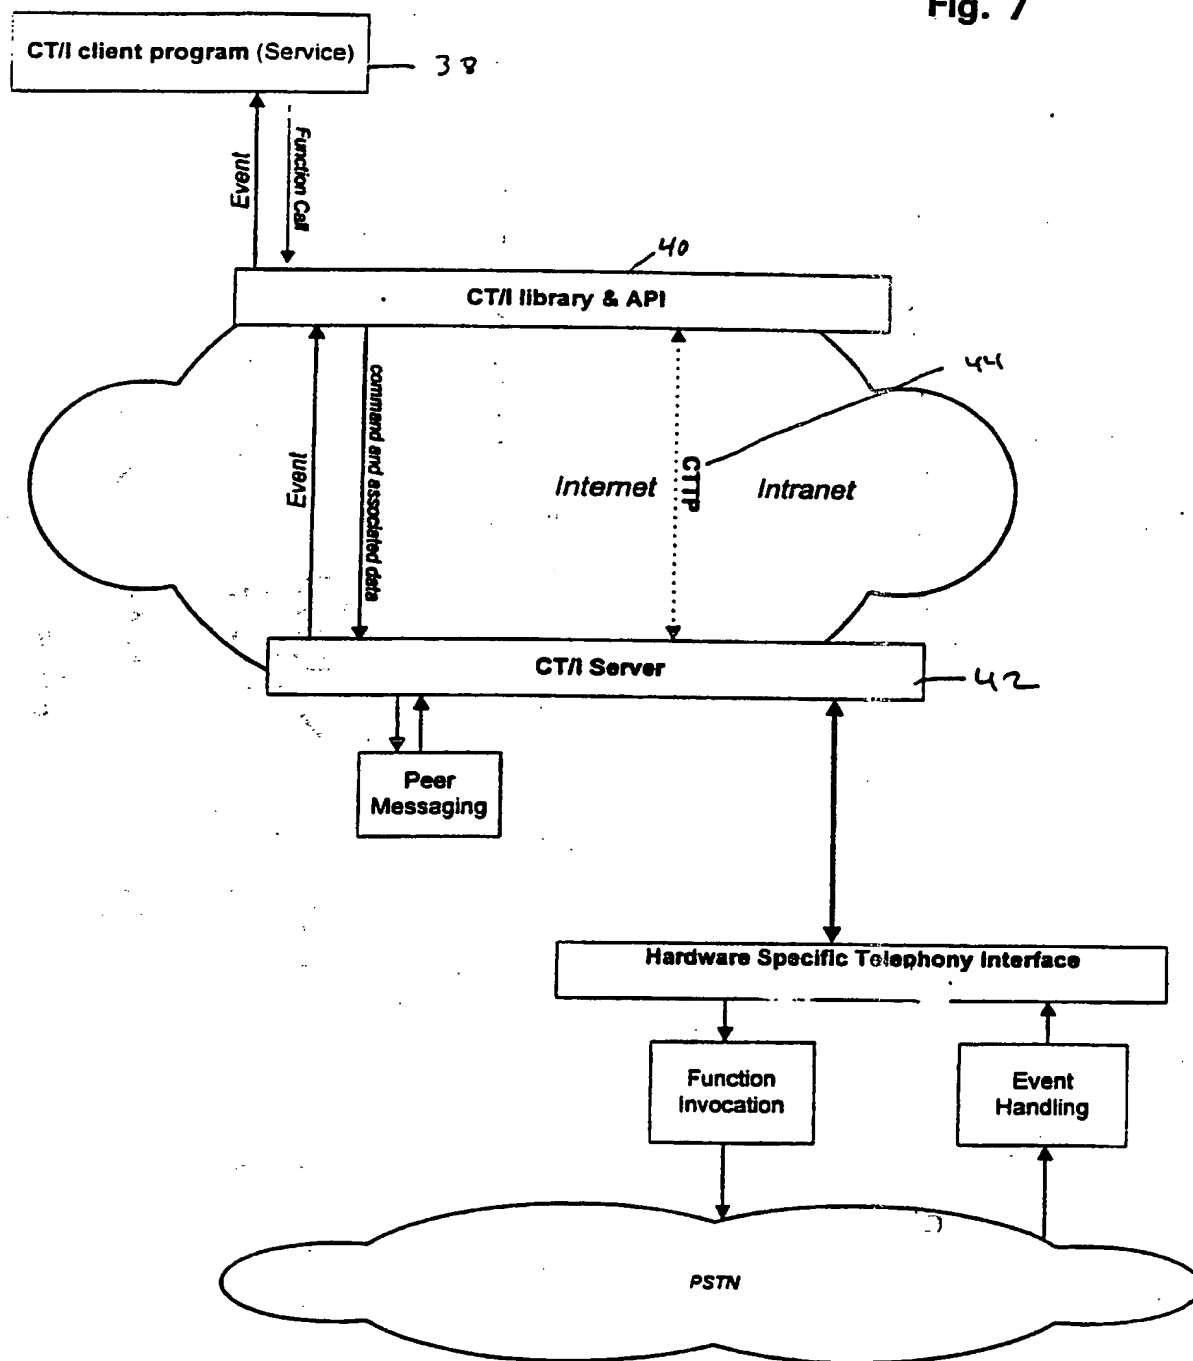 Fig. 7
CT/I client program (Service)
38
Event
Function Call
40
CT/I library & API
44
Event
command and associated data
Internet
CTTP
Intranet
CT/I Server
42
Peer
Messaging
Hardware Specific Telephony Interface
Function
Invocation
Event
Handling
PSTN